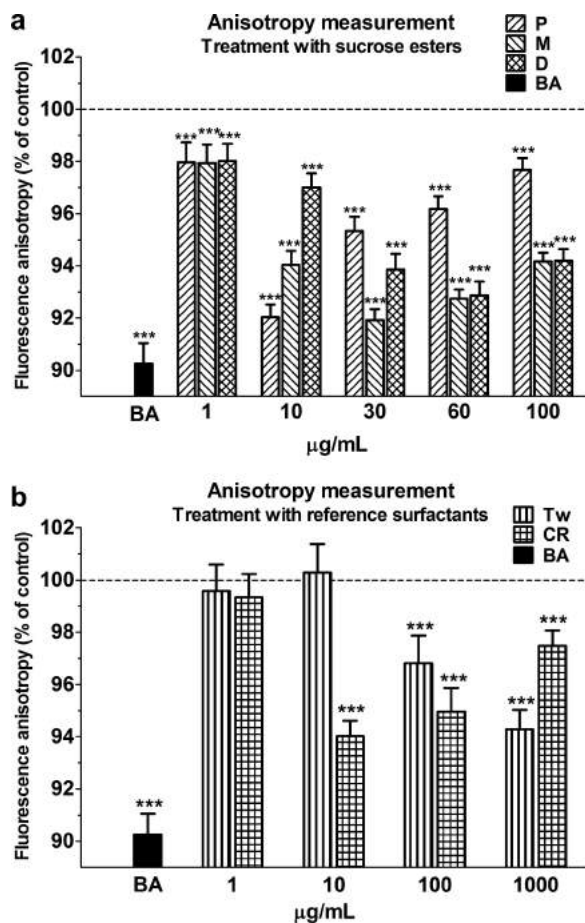 a
Anisotropy measurement
Treatment with sucrose esters
P
M
D
BA
Fluorescence anisotropy (% of control)
102
100
98
96
94
92
90
***
*** *** ***
*** *** ***
*** *** ***
*** *** ***
*** *** ***
BA 1 10 30 60 100
µg/mL
b
Anisotropy measurement
Treatment with reference surfactants
Tw
CR
BA
Fluorescence anisotropy (% of control)
102
100
98
96
94
92
90
***
***
*** ***
*** ***
BA 1 10 100 1000
µg/mL